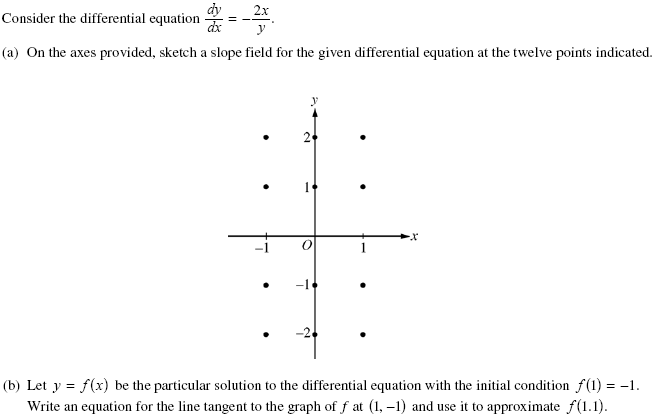 Consider the differential equation dy/dx = −2x/y.
(a) On the axes provided, sketch a slope field for the given differential equation at the twelve points indicated.
y
2
1
−1 O 1 x
−1
−2
(b) Let y = f(x) be the particular solution to the differential equation with the initial condition f(1) = −1.
Write an equation for the line tangent to the graph of f at (1, −1) and use it to approximate f(1.1).